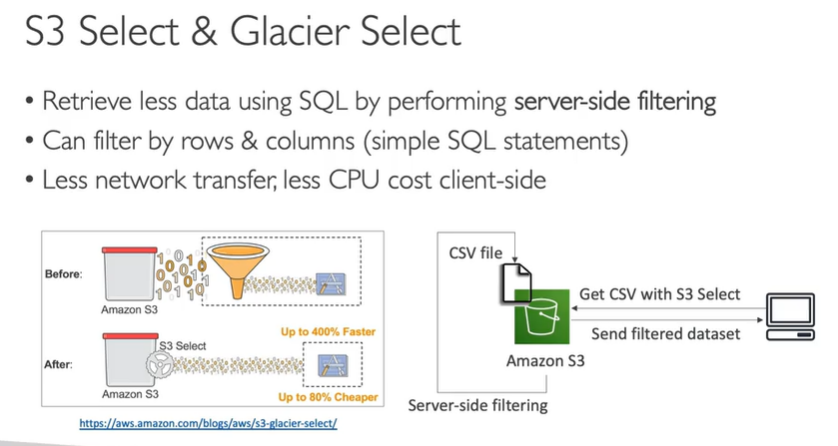 S3 Select & Glacier Select
• Retrieve less data using SQL by performing server-side filtering
• Can filter by rows & columns (simple SQL statements)
• Less network transfer, less CPU cost client-side
Before:
Amazon S3
Up to 400% Faster
S3 Select
After:
Amazon S3
Up to 80% Cheaper
https://aws.amazon.com/blogs/aws/s3-glacier-select/
CSV file
Get CSV with S3 Select
Send filtered dataset
Amazon S3
Server-side filtering